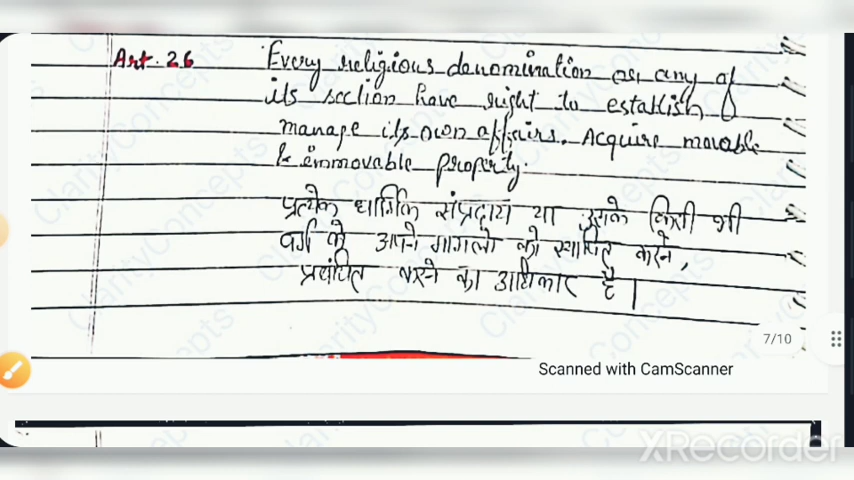 Art. 26 Every religious denomination or any of
its section have right to establish
manage its own affairs. Acquire movable
& immovable property.
प्रत्येक धार्मिक संप्रदाय या उसके किसी भी
वर्ग को अपने मामलो को स्थापित करने,
प्रबंधित करने का अधिकार है।
7/10
Scanned with CamScanner
XRecorder
ClarityConcepts